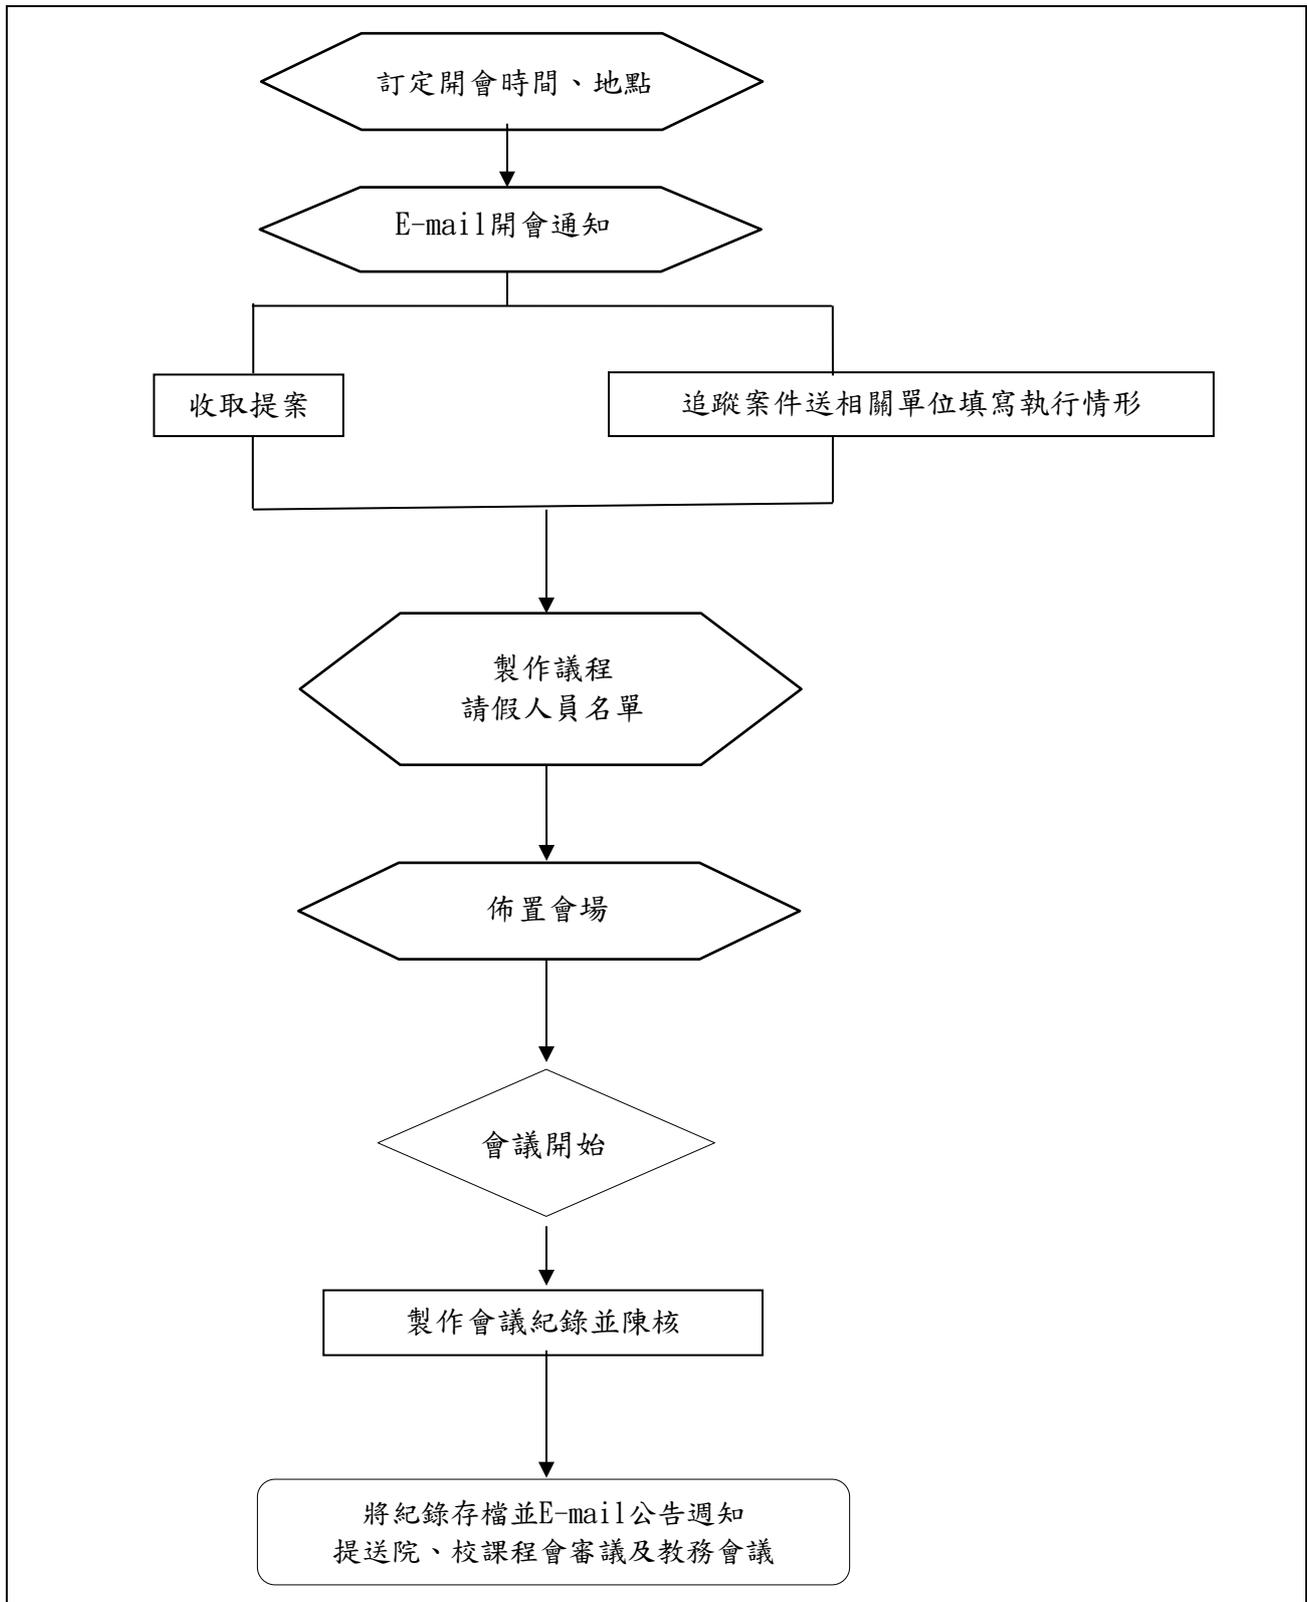 訂定開會時間、地點
E-mail開會通知
收取提案
追蹤案件送相關單位填寫執行情形
製作議程
請假人員名單
佈置會場
會議開始
製作會議紀錄並陳核
將紀錄存檔並E-mail公告週知
提送院、校課程會審議及教務會議